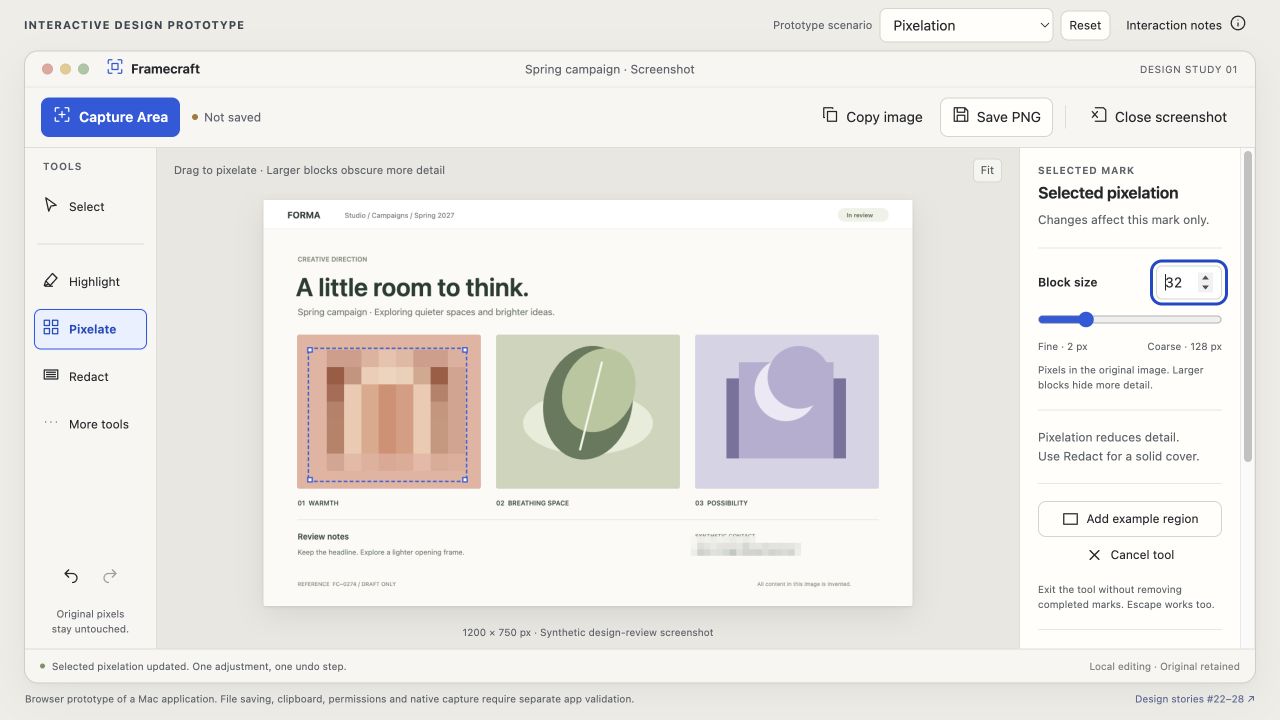 INTERACTIVE DESIGN PROTOTYPE
Prototype scenario
Pixelation
Reset
Interaction notes
Framecraft
Spring campaign · Screenshot
DESIGN STUDY 01
Capture Area
Not saved
Copy image
Save PNG
Close screenshot
TOOLS
Select
Highlight
Pixelate
Redact
More tools
Original pixels
stay untouched.
Drag to pixelate · Larger blocks obscure more detail
Fit
FORMA
Studio / Campaigns / Spring 2027
In review
CREATIVE DIRECTION
A little room to think.
Spring campaign · Exploring quieter spaces and brighter ideas.
01 WARMTH
02 BREATHING SPACE
03 POSSIBILITY
Review notes
Keep the headline. Explore a lighter opening frame.
SYNTHETIC CONTACT
REFERENCE FC-0274 / DRAFT ONLY
All content in this image is invented.
1200 × 750 px · Synthetic design-review screenshot
SELECTED MARK
Selected pixelation
Changes affect this mark only.
Block size
32
Fine · 2 px
Coarse · 128 px
Pixels in the original image. Larger
blocks hide more detail.
Pixelation reduces detail.
Use Redact for a solid cover.
Add example region
Cancel tool
Exit the tool without removing
completed marks. Escape works too.
Selected pixelation updated. One adjustment, one undo step.
Local editing · Original retained
Browser prototype of a Mac application. File saving, clipboard, permissions and native capture require separate app validation.
Design stories #22–28 ↗